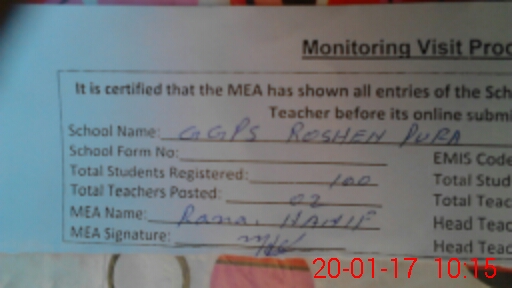 Monitoring Visit Proc
It is certified that the MEA has shown all entries of the Sch
Teacher before its online submi
School Name: GGPS ROSHEN PURA
School Form No:
EMIS Code
Total Students Registered: 100
Total Stud
Total Teachers Posted: 02
Total Teac
MEA Name: Rana. HANIF
Head Teac
MEA Signature:
Head Teac
20-01-17 10:15